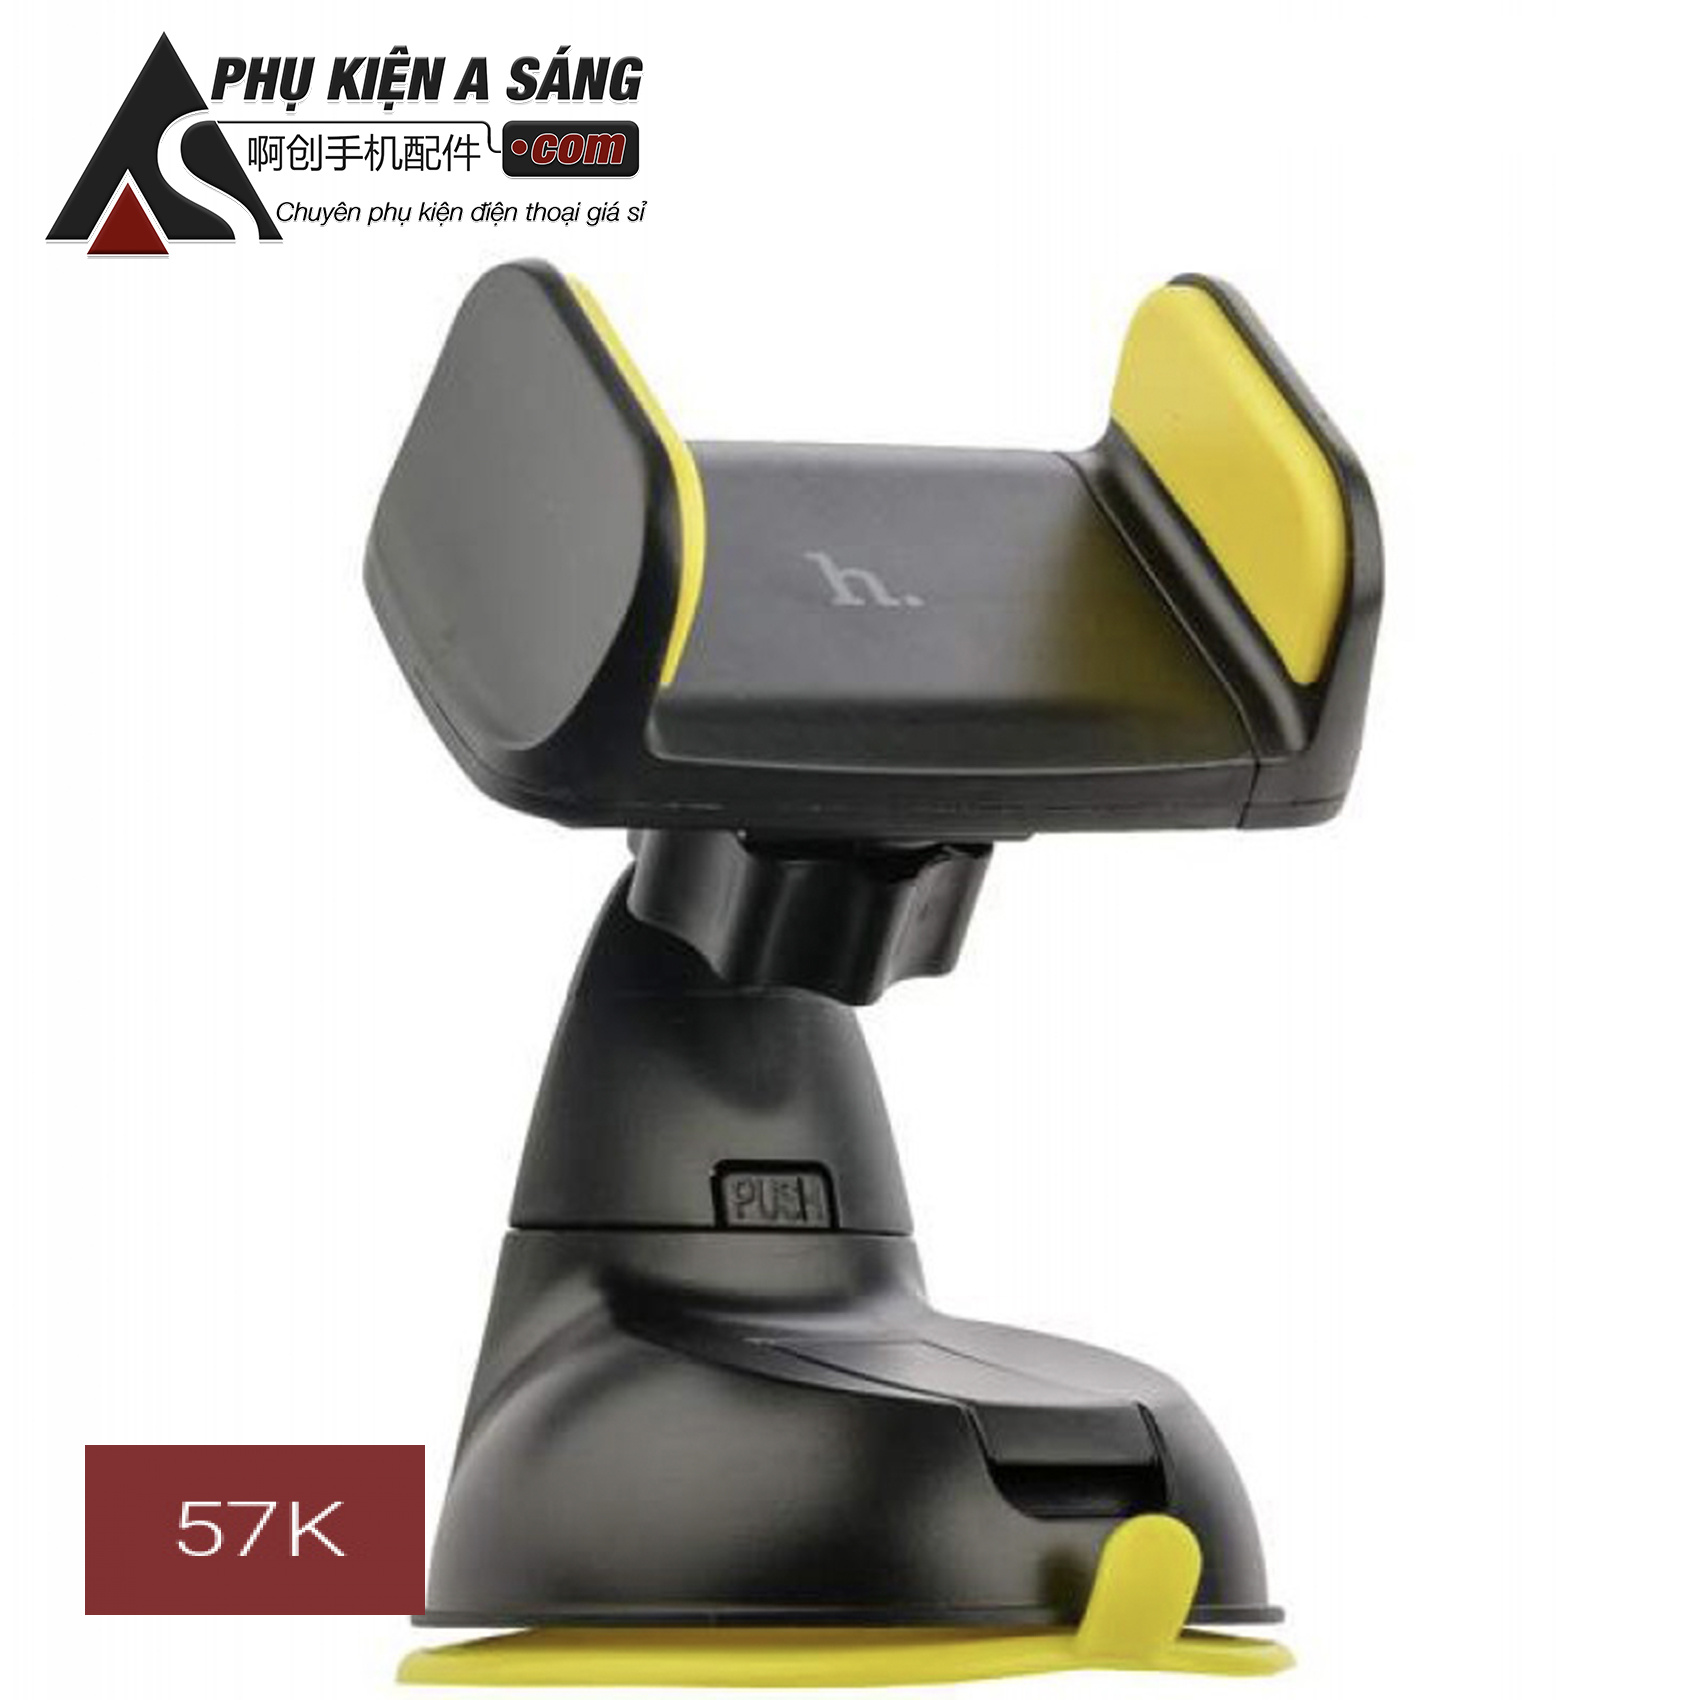 PHỤ KIỆN A SÁNG
啊创手机配件 •com
Chuyên phụ kiện điện thoại giá sỉ
h.
PUSH
57K